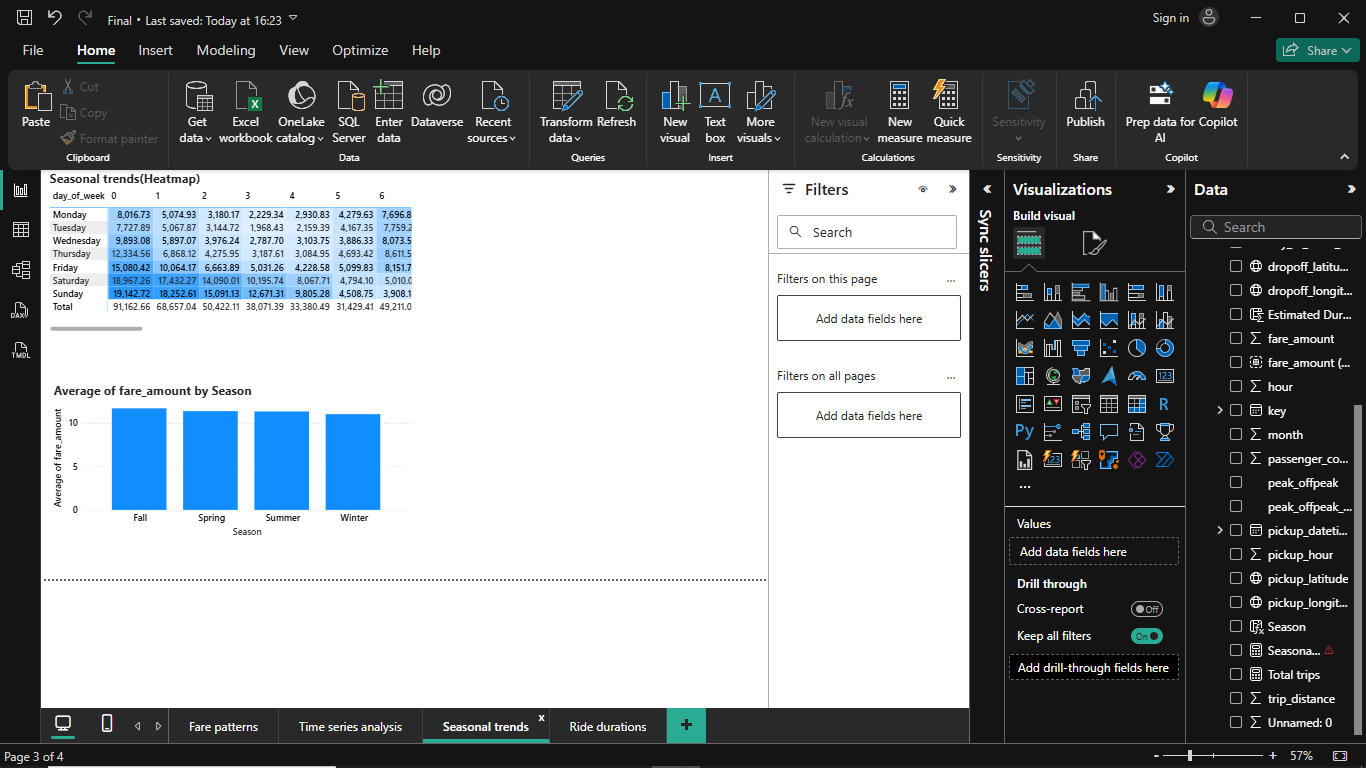 Final • Last saved: Today at 16:23
Sign in
File Home Insert Modeling View Optimize Help
Share
Paste
Cut
Copy
Format painter
Clipboard
Get data
Excel workbook
OneLake catalog
SQL Server
Enter data
Dataverse
Recent sources
Data
Transform data
Refresh
Queries
New visual
Text box
More visuals
Insert
New visual calculation
New measure
Quick measure
Calculations
Sensitivity
Sensitivity
Publish
Share
Prep data for AI
Copilot
Copilot
Seasonal trends(Heatmap)
day_of_week 0 1 2 3 4 5 6
Monday 8,016.73 5,074.93 3,180.17 2,229.34 2,930.83 4,279.63 7,696.8
Tuesday 7,727.89 5,067.87 3,144.72 1,968.43 2,159.39 4,167.35 7,759.2
Wednesday 9,893.08 5,897.07 3,976.24 2,787.70 3,103.75 3,886.33 8,073.5
Thursday 12,334.56 6,868.12 4,275.95 3,187.61 3,084.95 4,693.42 8,611.5
Friday 15,080.42 10,064.17 6,663.89 5,031.26 4,228.58 5,099.83 8,151.7
Saturday 18,967.26 17,432.27 14,090.01 10,195.74 8,067.71 4,794.10 5,010.0
Sunday 19,142.72 18,252.61 15,091.13 12,671.31 9,805.28 4,508.75 3,908.1
Total 91,162.66 68,657.04 50,422.11 38,071.39 33,380.49 31,429.41 49,211.0
Average of fare_amount by Season
Average of fare_amount
10
5
0
Fall Spring Summer Winter
Season
Filters
Search
Filters on this page ...
Add data fields here
Filters on all pages ...
Add data fields here
Sync slicers
Visualizations
Build visual
123
R
Py
123
...
Values
Add data fields here
Drill through
Cross-report Off
Keep all filters On
Add drill-through fields here
Data
Search
dropoff_latitu...
dropoff_longit...
Estimated Dur...
fare_amount
fare_amount (...
hour
key
month
passenger_co...
peak_offpeak
peak_offpeak_...
pickup_dateti...
pickup_hour
pickup_latitude
pickup_longit...
Season
Seasona...
Total trips
trip_distance
Unnamed: 0
DAX
TMDL
Fare patterns Time series analysis Seasonal trends x Ride durations +
Page 3 of 4
- + 57%